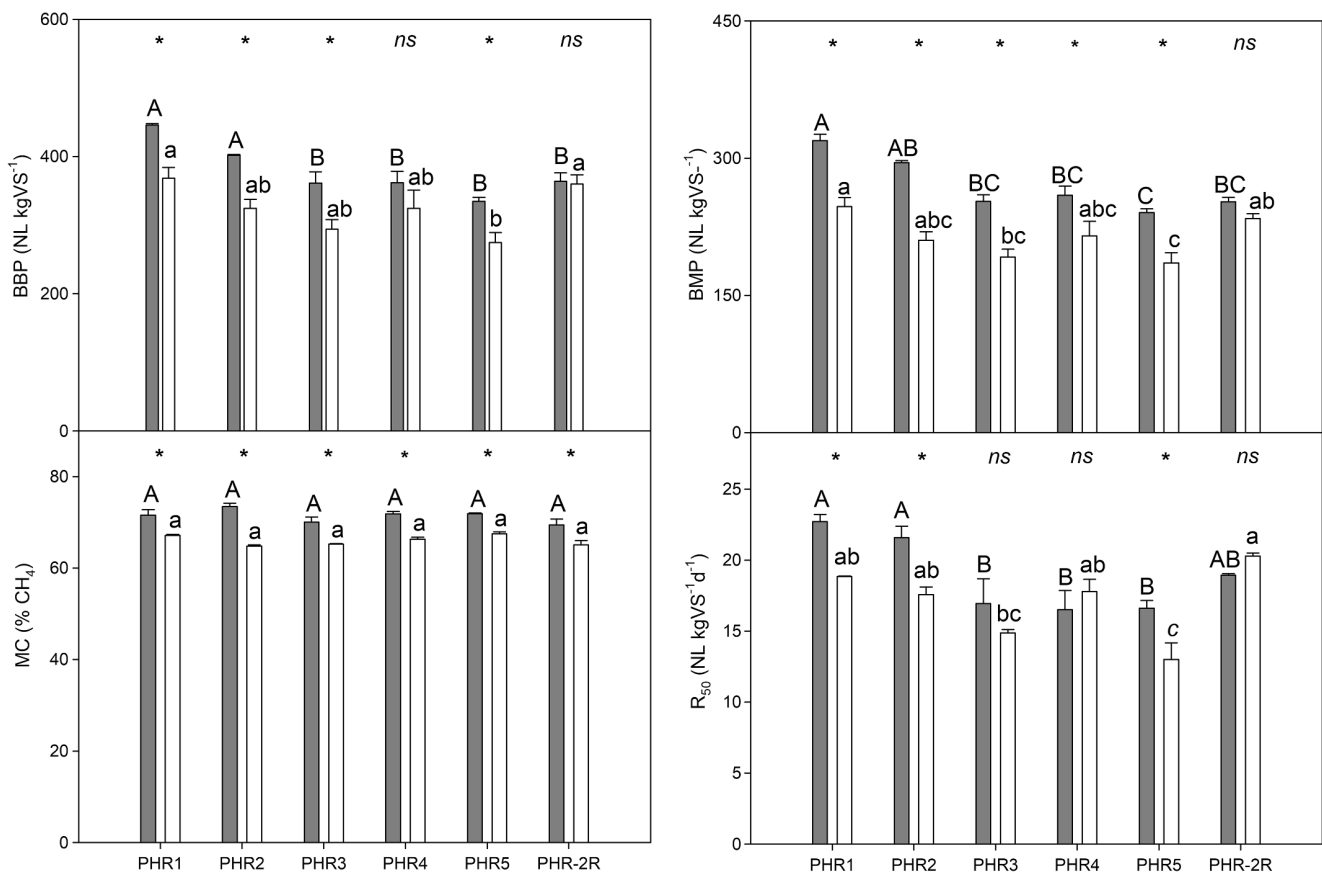 600
* * * ns * ns
A
a
A
ab
B
ab
B
ab
B
b
B a
400
200
0
BBP (NL kgVS⁻¹)
450
* * * * * ns
A
a
AB
abc
BC
bc
BC
abc
C
c
BC ab
300
150
0
BMP (NL kgVS-⁻¹)
* * * * * *
80
A a A a A a A a A a A a
60
40
20
0
MC (% CH₄)
PHR1 PHR2 PHR3 PHR4 PHR5 PHR-2R
* * ns ns * ns
25
A
ab
A
ab
B
bc
B ab
B
c
AB a
20
15
10
5
0
R₅₀ (NL kgVS⁻¹d⁻¹)
PHR1 PHR2 PHR3 PHR4 PHR5 PHR-2R